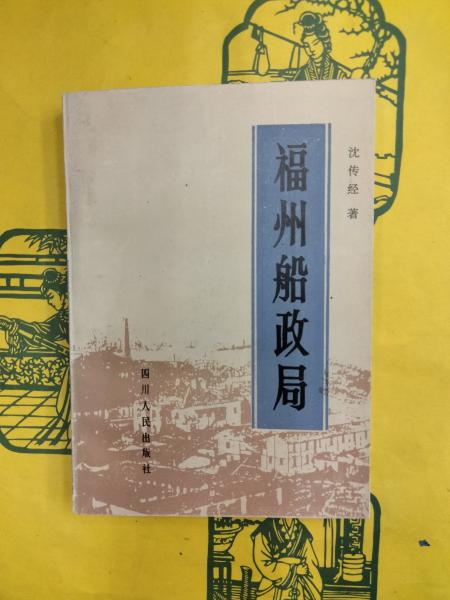 沈传经 著
福州船政局
四川人民出版社